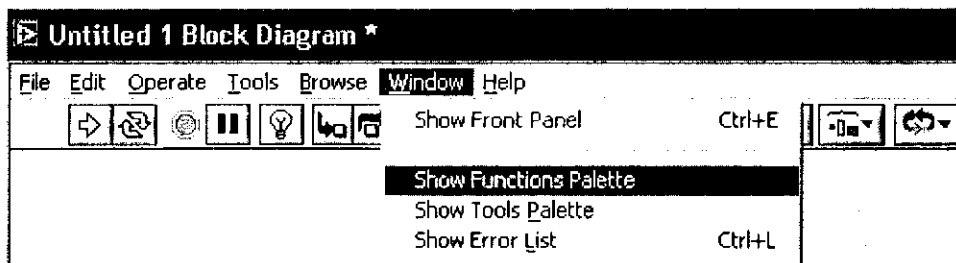 Untitled 1 Block Diagram *
File Edit Operate Tools Browse Window Help
Show Front Panel Ctrl+E
Show Functions Palette
Show Tools Palette
Show Error List Ctrl+L